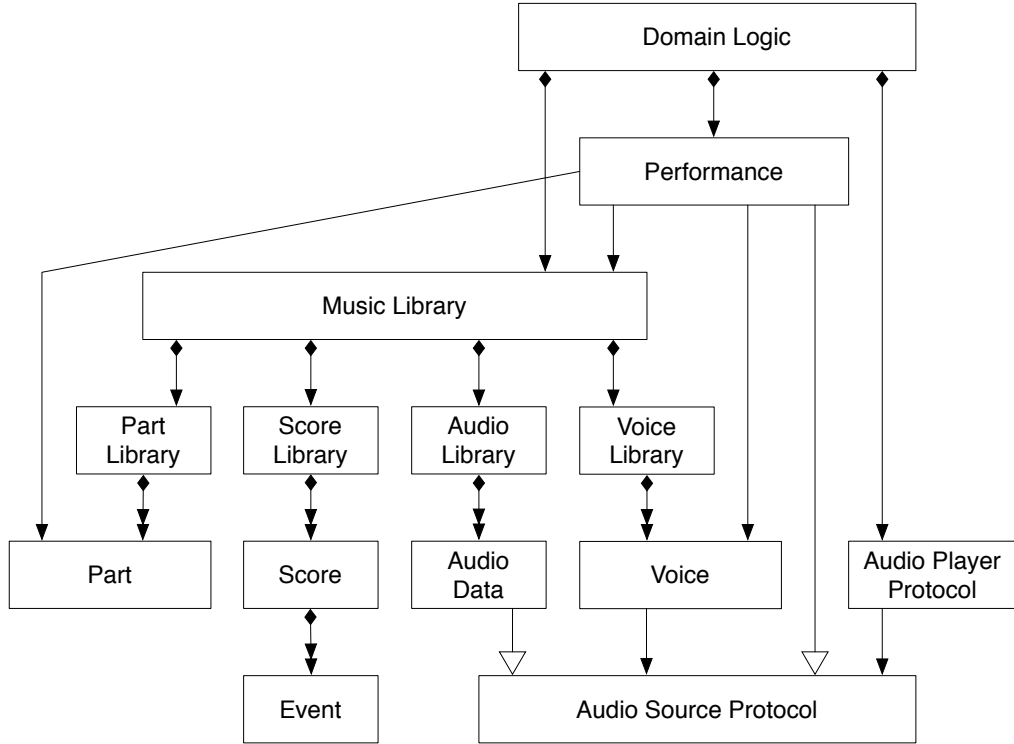 Domain Logic
Performance
Music Library
Part
Library
Score
Library
Audio
Library
Voice
Library
Part
Score
Audio
Data
Voice
Audio Player
Protocol
Event
Audio Source Protocol